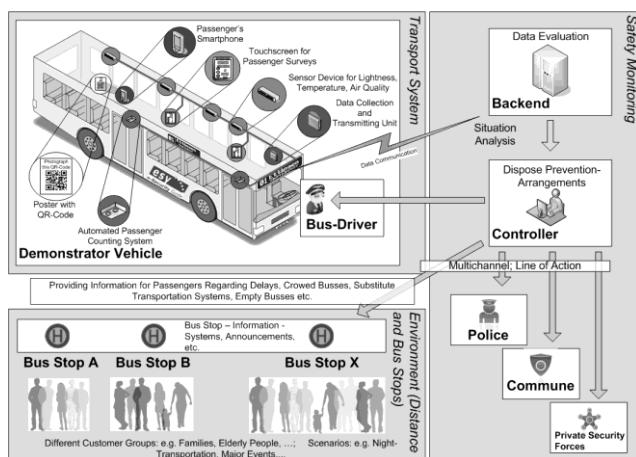 Passenger's
Smartphone
Touchscreen for
Passenger Surveys
Sensor Device for Lightness,
Temperature, Air Quality
Data Collection
and
Transmitting Unit
Photograph
this QR-Code
Poster with
QR-Code
Automated Passenger
Counting System
esy
Demonstrator Vehicle
Bus-Driver
Data Communication
Transport System
Safety Monitoring
Data Evaluation
Backend
Situation
Analysis
Dispose Prevention-
Arrangements
Controller
Multichannel; Line of Action
Police
Commune
Private Security
Forces
Providing Information for Passengers Regarding Delays, Crowed Busses, Substitute
Transportation Systems, Empty Busses etc.
H
H
Bus Stop – Information -
Systems, Announcements,
etc.
H
Bus Stop A
Bus Stop B
Bus Stop X
Different Customer Groups: e.g. Families, Elderly People, …;
Scenarios: e.g. Night-
Transportation, Major Events....
Environment (Distance
and Bus Stops)